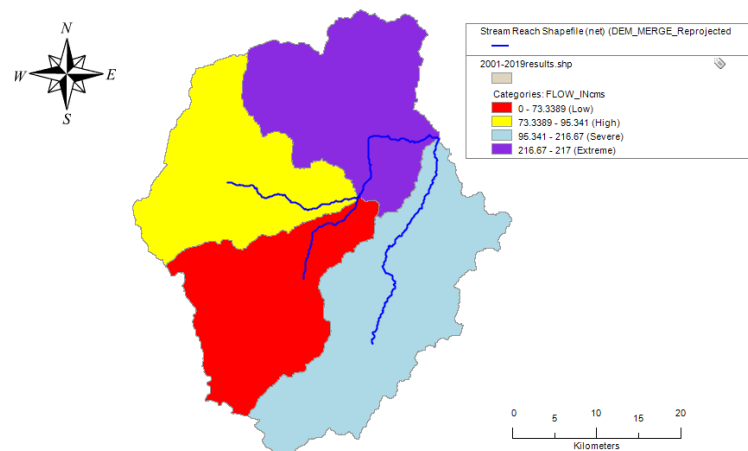 N
W E
S
Stream Reach Shapefile (net) (DEM_MERGE_Reprojected
2001-2019results.shp
Categories: FLOW_INcms
0 - 73.3389 (Low)
73.3389 - 95.341 (High)
95.341 - 216.67 (Severe)
216.67 - 217 (Extreme)
0 5 10 15 20
Kilometers